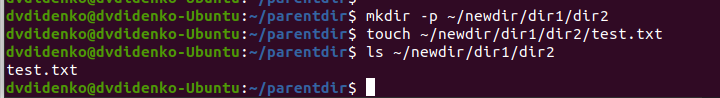 dvdidenko@dvdidenko-Ubuntu:~/parentdir$ mkdir -p ~/newdir/dir1/dir2
dvdidenko@dvdidenko-Ubuntu:~/parentdir$ touch ~/newdir/dir1/dir2/test.txt
dvdidenko@dvdidenko-Ubuntu:~/parentdir$ ls ~/newdir/dir1/dir2
test.txt
dvdidenko@dvdidenko-Ubuntu:~/parentdir$